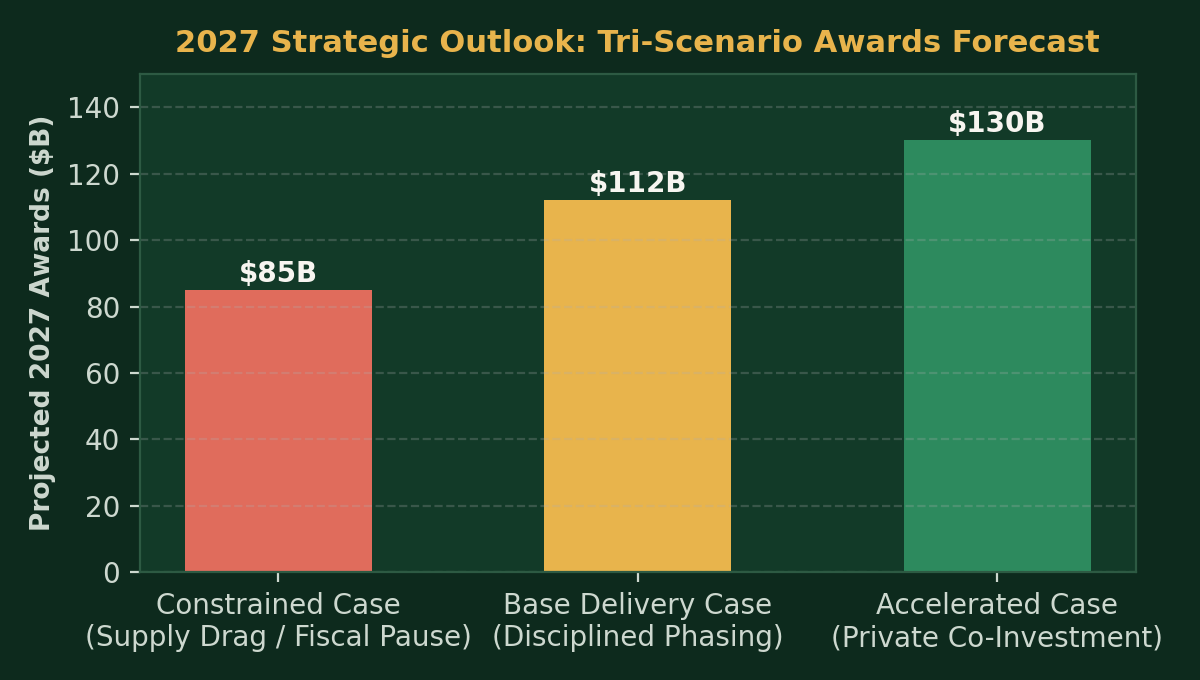 2027 Strategic Outlook: Tri-Scenario Awards Forecast
Projected 2027 Awards ($B)
140
120
100
80
60
40
20
0
$85B
$112B
$130B
Constrained Case
(Supply Drag / Fiscal Pause)
Base Delivery Case
(Disciplined Phasing)
Accelerated Case
(Private Co-Investment)